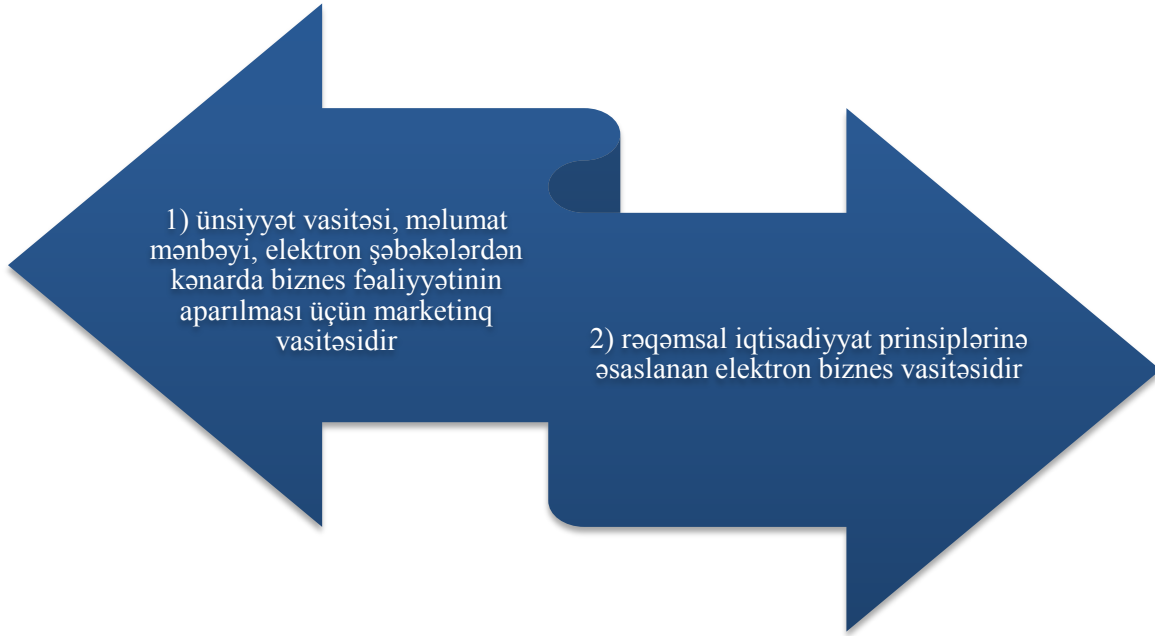 1) ünsiyyət vasitəsi, məlumat
mənbəyi, elektron şəbəkələrdən
kənarda biznes fəaliyyətinin
aparılması üçün marketinq
vasitəsidir
2) rəqəmsal iqtisadiyyat prinsiplərinə
əsaslanan elektron biznes vasitəsidir